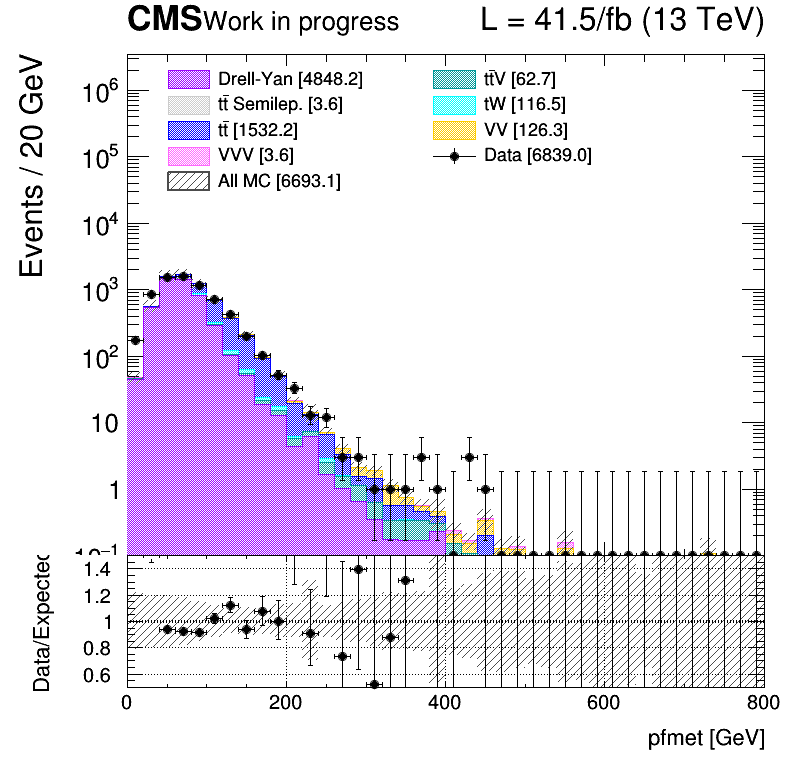 CMS Work in progress L = 41.5/fb (13 TeV)
Events / 20 GeV
Drell-Yan [4848.2]
tt̄ Semilep. [3.6]
tt̄ [1532.2]
VVV [3.6]
All MC [6693.1]
tt̄V [62.7]
tW [116.5]
VV [126.3]
Data [6839.0]
10⁶
10⁵
10⁴
10³
10²
10
1
10⁻¹
Data/Expected
1.4
1.2
1
0.8
0.6
0 200 400 600 800
pfmet [GeV]